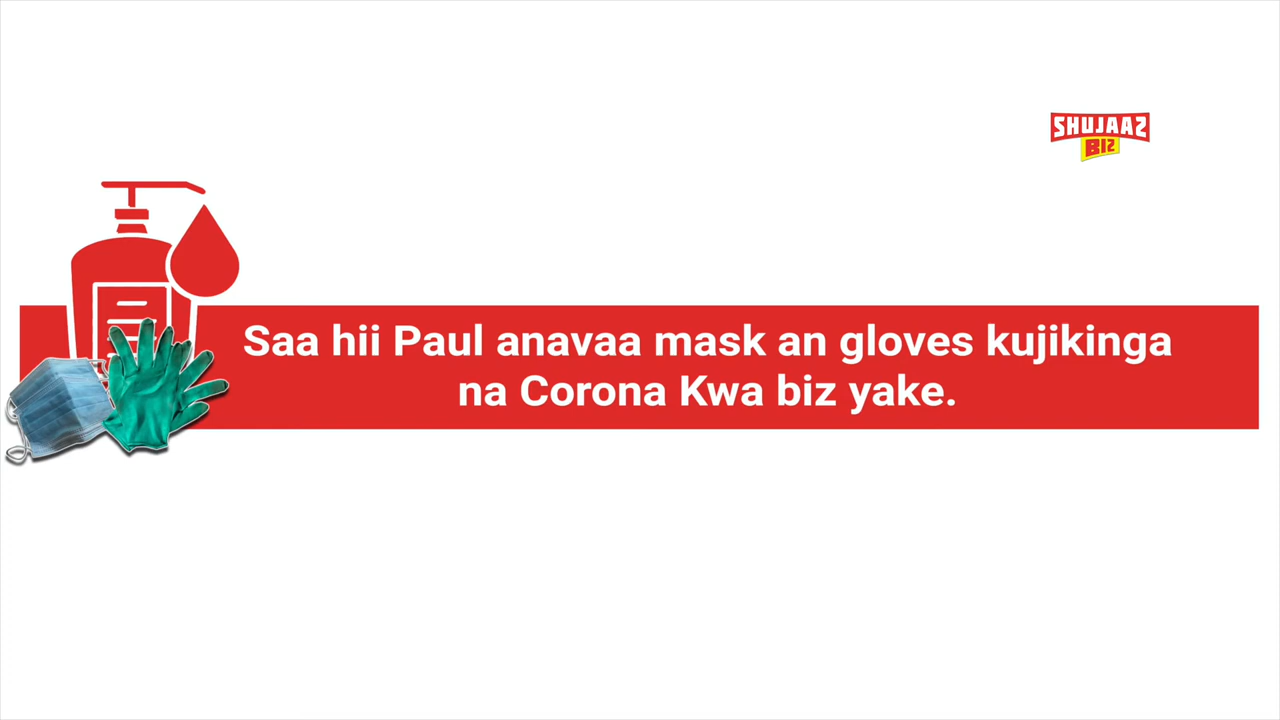 SHUJAAZ
BIZ
Saa hii Paul anavaa mask an gloves kujikinga
na Corona Kwa biz yake.